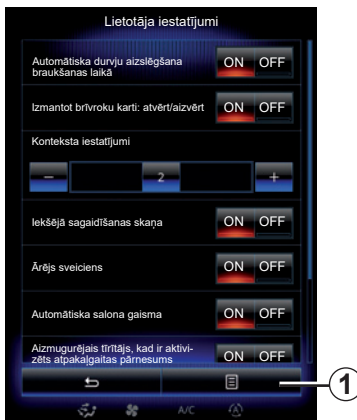 Lietotāja iestatījumi
Automātiska durvju aizslēgšana
braukšanas laikā
ON OFF
Izmantot brīvroku karti: atvērt/aizvērt
ON OFF
Konteksta iestatījumi
− 2 +
Iekšējā sagaidīšanas skaņa
ON OFF
Ārējs sveiciens
ON OFF
Automātiska salona gaisma
ON OFF
Aizmugurējais tīrītājs, kad ir aktivi-
zēts atpakaļgaitas pārnesums
ON OFF
1
A/C
A